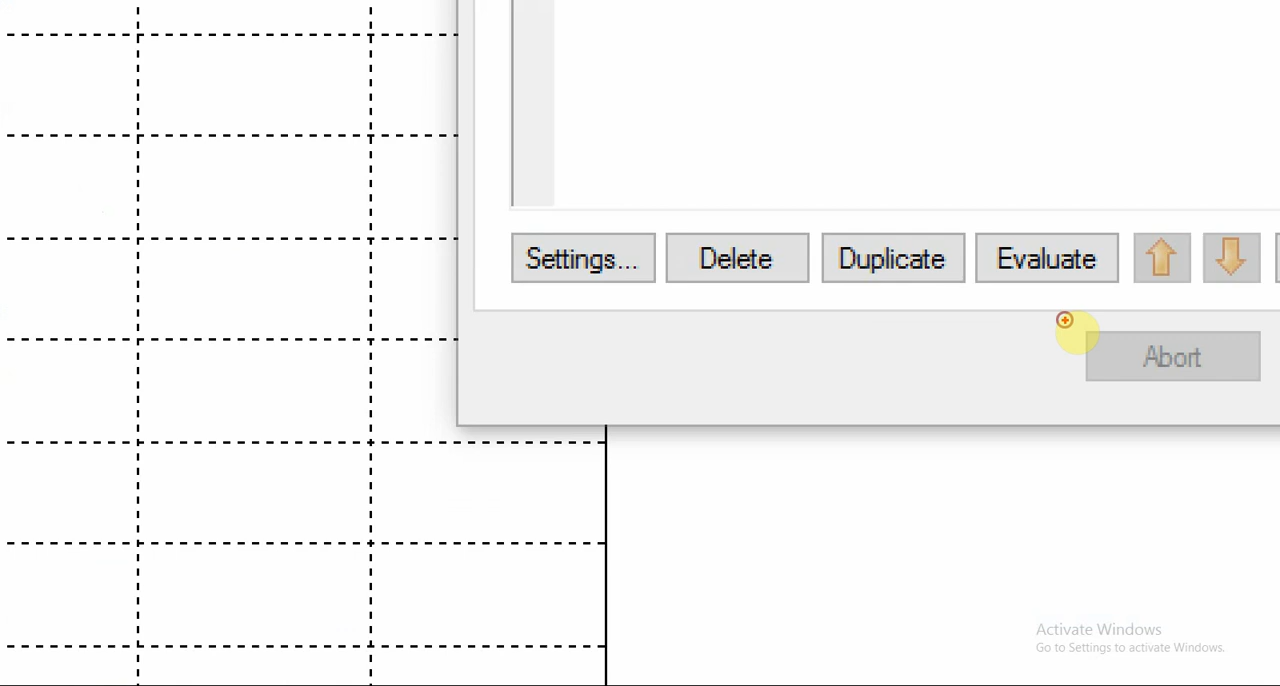 Settings... Delete Duplicate Evaluate
Abort
Activate Windows
Go to Settings to activate Windows.